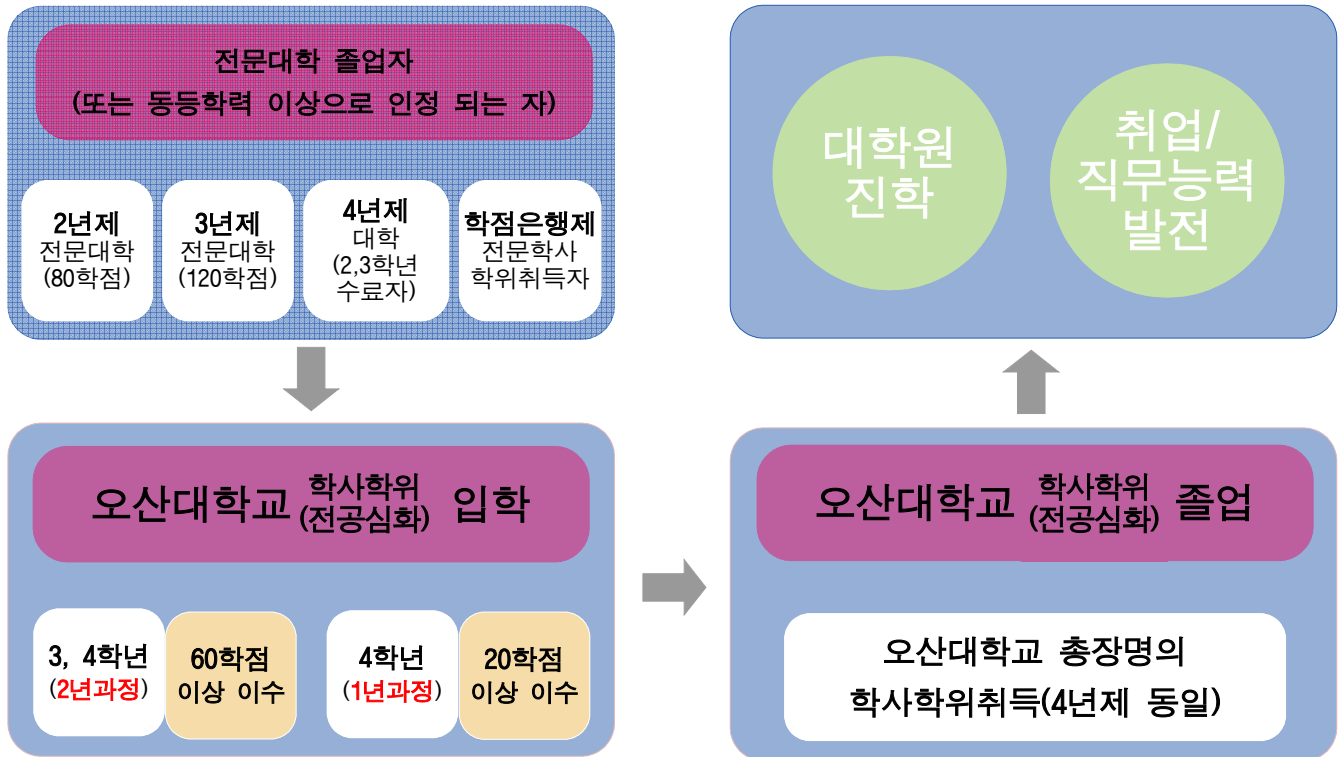 전문대학 졸업자
(또는 동등학력 이상으로 인정 되는 자)
2년제
전문대학
(80학점)
3년제
전문대학
(120학점)
4년제
대학
(2,3학년
수료자)
학점은행제
전문학사
학위취득자
오산대학교 학사학위 입학
(전공심화)
3, 4학년
(2년과정)
60학점
이상 이수
4학년
(1년과정)
20학점
이상 이수
오산대학교 학사학위 졸업
(전공심화)
오산대학교 총장명의
학사학위취득(4년제 동일)
대학원
진학
취업/
직무능력
발전